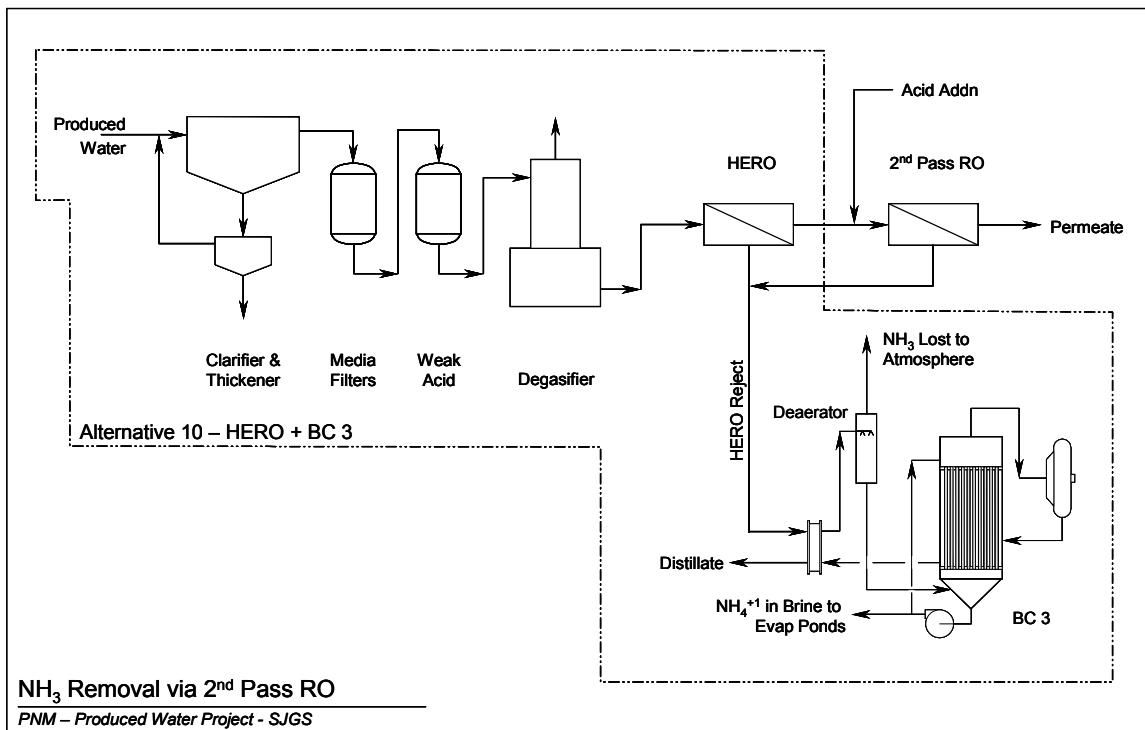 Acid Addn
Produced
Water
HERO
2nd Pass RO
Permeate
Clarifier &
Thickener
Media
Filters
Weak
Acid
Degasifier
HERO Reject
NH3 Lost to
Atmosphere
Deaerator
Alternative 10 – HERO + BC 3
Distillate
NH4+1 in Brine to
Evap Ponds
BC 3
NH3 Removal via 2nd Pass RO
PNM – Produced Water Project - SJGS